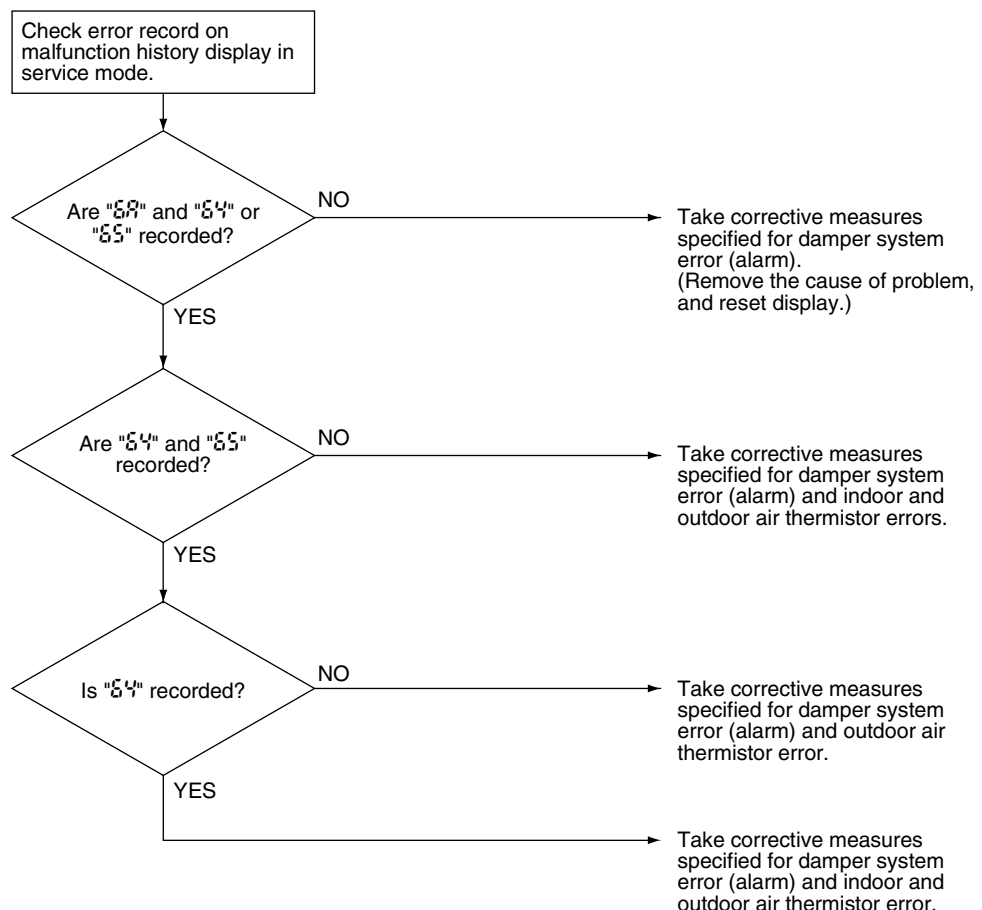 Check error record on
malfunction history display in
service mode.
Are "6A" and "64" or
"65" recorded?
NO
Take corrective measures
specified for damper system
error (alarm).
(Remove the cause of problem,
and reset display.)
YES
Are "64" and "65"
recorded?
NO
Take corrective measures
specified for damper system
error (alarm) and indoor and
outdoor air thermistor errors.
YES
Is "64" recorded?
NO
Take corrective measures
specified for damper system
error (alarm) and outdoor air
thermistor error.
YES
Take corrective measures
specified for damper system
error (alarm) and indoor and
outdoor air thermistor error.